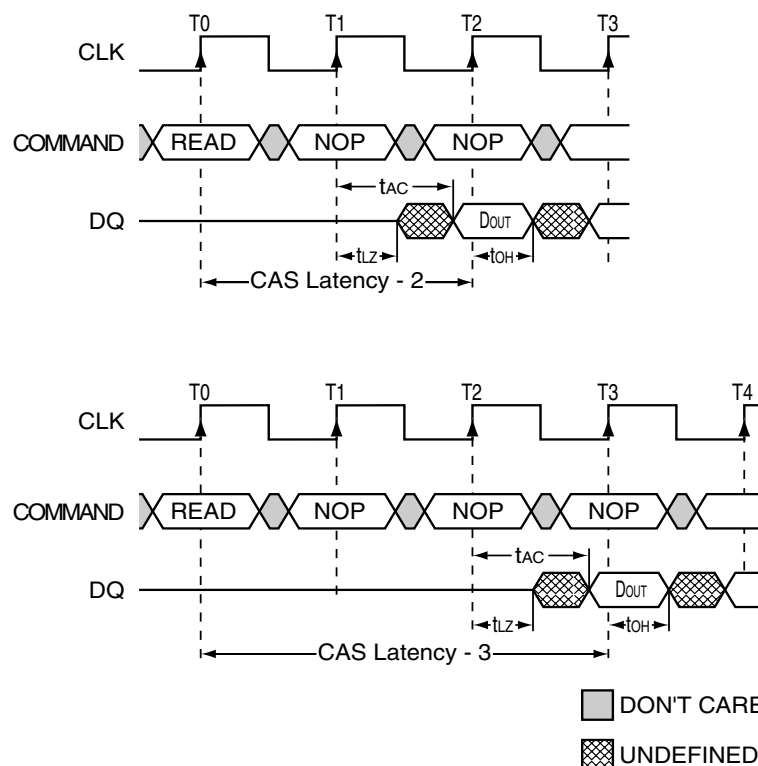 T0 T1 T2 T3
CLK
COMMAND READ NOP NOP
tAC
DQ DOUT
tLZ tOH
CAS Latency - 2
T0 T1 T2 T3 T4
CLK
COMMAND READ NOP NOP NOP
tAC
DQ DOUT
tLZ tOH
CAS Latency - 3
DON'T CARE
UNDEFINED